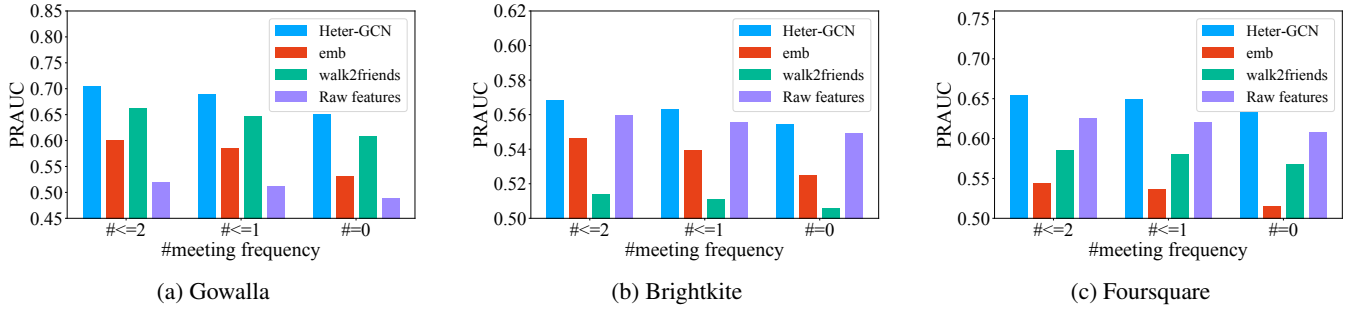 0.85
0.80
0.75
0.70
0.65
0.60
0.55
0.50
0.45
PRAUC
Heter-GCN
emb
walk2friends
Raw features
#<=2 #<=1 #=0
#meeting frequency
(a) Gowalla
0.62
0.60
0.58
0.56
0.54
0.52
0.50
PRAUC
Heter-GCN
emb
walk2friends
Raw features
#<=2 #<=1 #=0
#meeting frequency
(b) Brightkite
0.75
0.70
0.65
0.60
0.55
0.50
PRAUC
Heter-GCN
emb
walk2friends
Raw features
#<=2 #<=1 #=0
#meeting frequency
(c) Foursquare